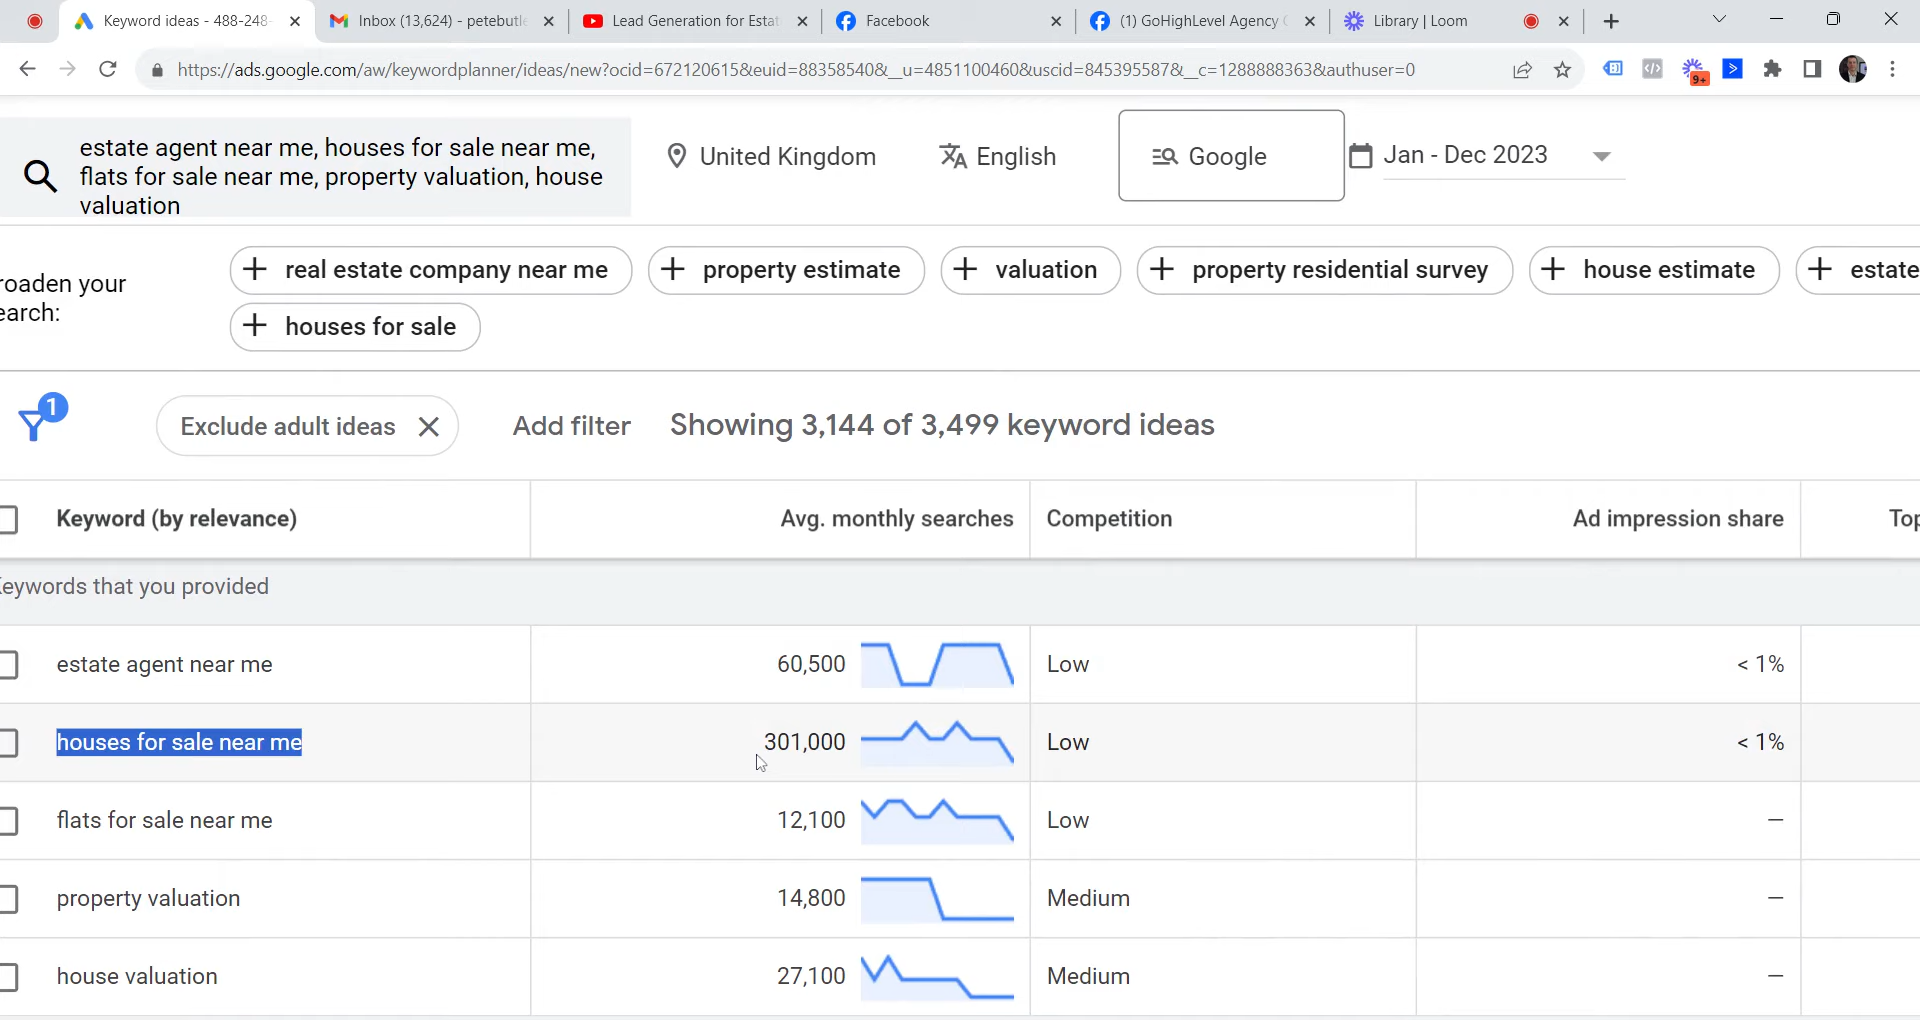 Keyword ideas - 488-248-
Inbox (13,624) - petebutle
Lead Generation for Estat
Facebook
(1) GoHighLevel Agency C
Library | Loom
https://ads.google.com/aw/keywordplanner/ideas/new?ocid=672120615&euid=88358540&__u=4851100460&uscid=845395587&__c=1288888363&authuser=0
9+
estate agent near me, houses for sale near me,
flats for sale near me, property valuation, house
valuation
United Kingdom
English
Google
Jan - Dec 2023
roaden your
earch:
+ real estate company near me
+ property estimate
+ valuation
+ property residential survey
+ house estimate
+ estate
+ houses for sale
1
Exclude adult ideas
Add filter
Showing 3,144 of 3,499 keyword ideas
Keyword (by relevance) Avg. monthly searches Competition Ad impression share Top
eywords that you provided
estate agent near me 60,500 Low < 1%
houses for sale near me 301,000 Low < 1%
flats for sale near me 12,100 Low –
property valuation 14,800 Medium –
house valuation 27,100 Medium –